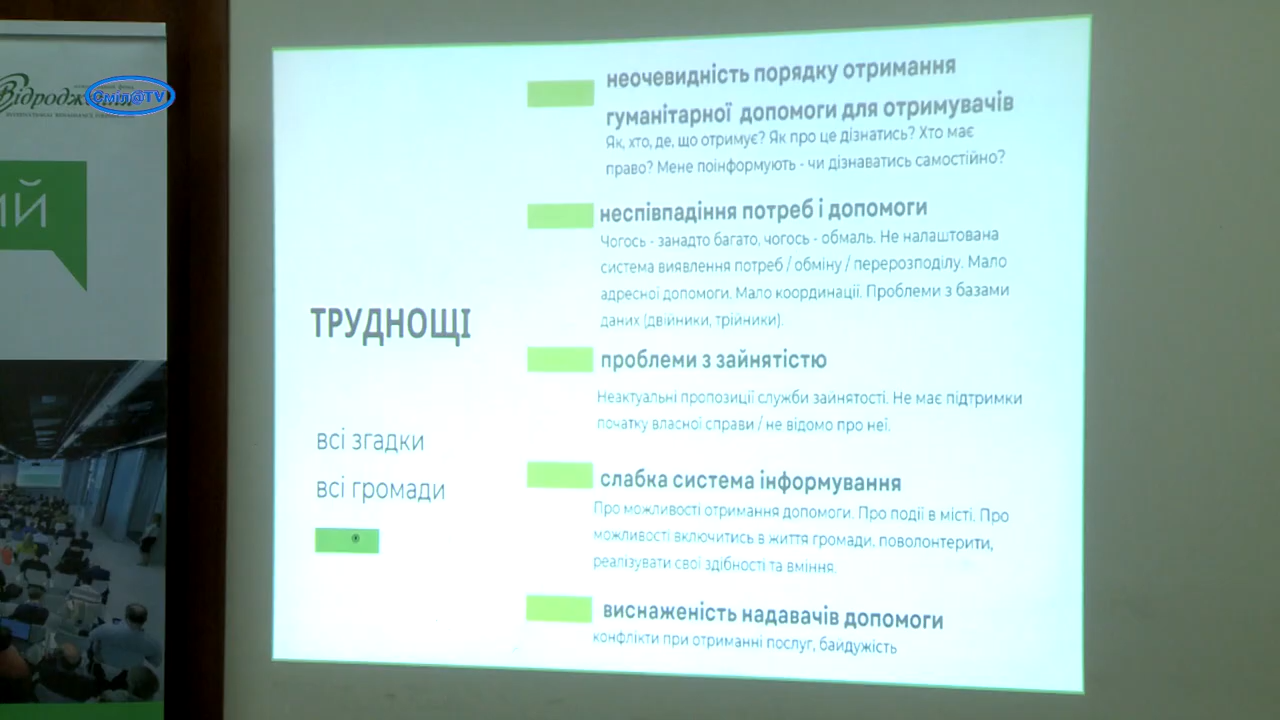 Відродження
Сміл@TV
ИЙ
ТРУДНОЩІ
всі згадки
всі громади
неочевидність порядку отримання
гуманітарної допомоги для отримувачів
Як, хто, де, що отримує? Як про це дізнатись? Хто має
право? Мене поінформують - чи дізнаватись самостійно?
неспівпадіння потреб і допомоги
Чогось - занадто багато, чогось - обмаль. Не налаштована
система виявлення потреб / обміну / перерозподілу. Мало
адресної допомоги. Мало координації. Проблеми з базами
даних (двійники, трійники).
проблеми з зайнятістю
Неактуальні пропозиції служби зайнятості. Не має підтримки
початку власної справи / не відомо про неї.
слабка система інформування
Про можливості отримання допомоги. Про події в місті. Про
можливості включитись в життя громади, поволонтерити,
реалізувати свої здібності та вміння.
виснаженість надавачів допомоги
конфлікти при отриманні послуг, байдужість